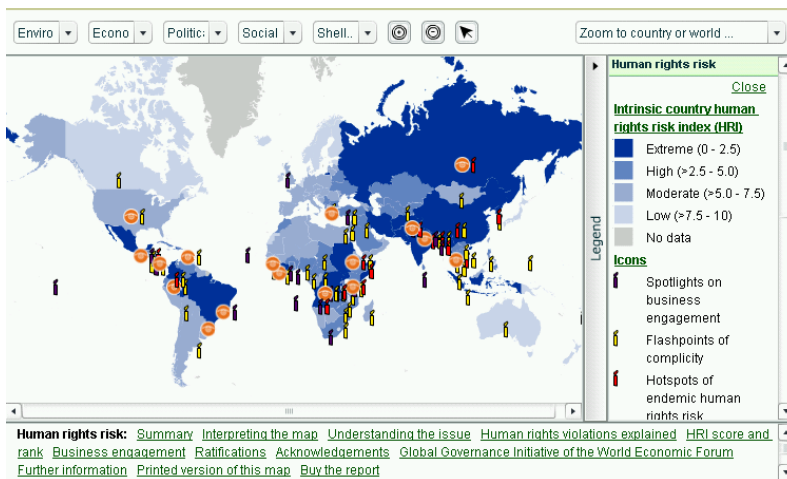 Enviro
Econo
Politic
Social
Shell..
Zoom to country or world ...
Human rights risk
Close
Intrinsic country human
rights risk index (HRI)
Extreme (0 - 2.5)
High (>2.5 - 5.0)
Moderate (>5.0 - 7.5)
Low (>7.5 - 10)
No data
Icons
Spotlights on
business
engagement
Flashpoints of
complicity
Hotspots of
endemic human
rights risk
Legend
Human rights risk: Summary Interpreting the map Understanding the issue Human rights violations explained HRI score and
rank Business engagement Ratifications Acknowledgements Global Governance Initiative of the World Economic Forum
Further information Printed version of this map Buy the report